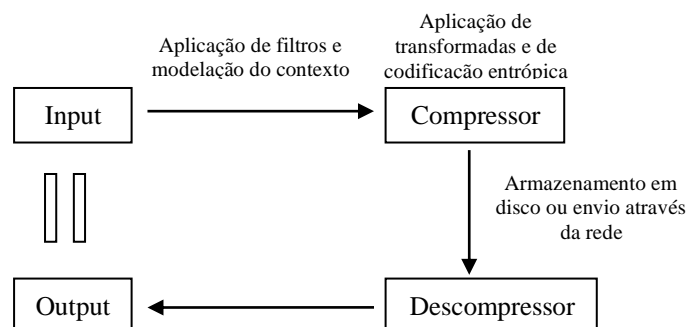 Aplicação de filtros e
modelação do contexto
Aplicação de
transformadas e de
codificação entrópica
Input
Compressor
Armazenamento em
disco ou envio através
da rede
Output
Descompressor